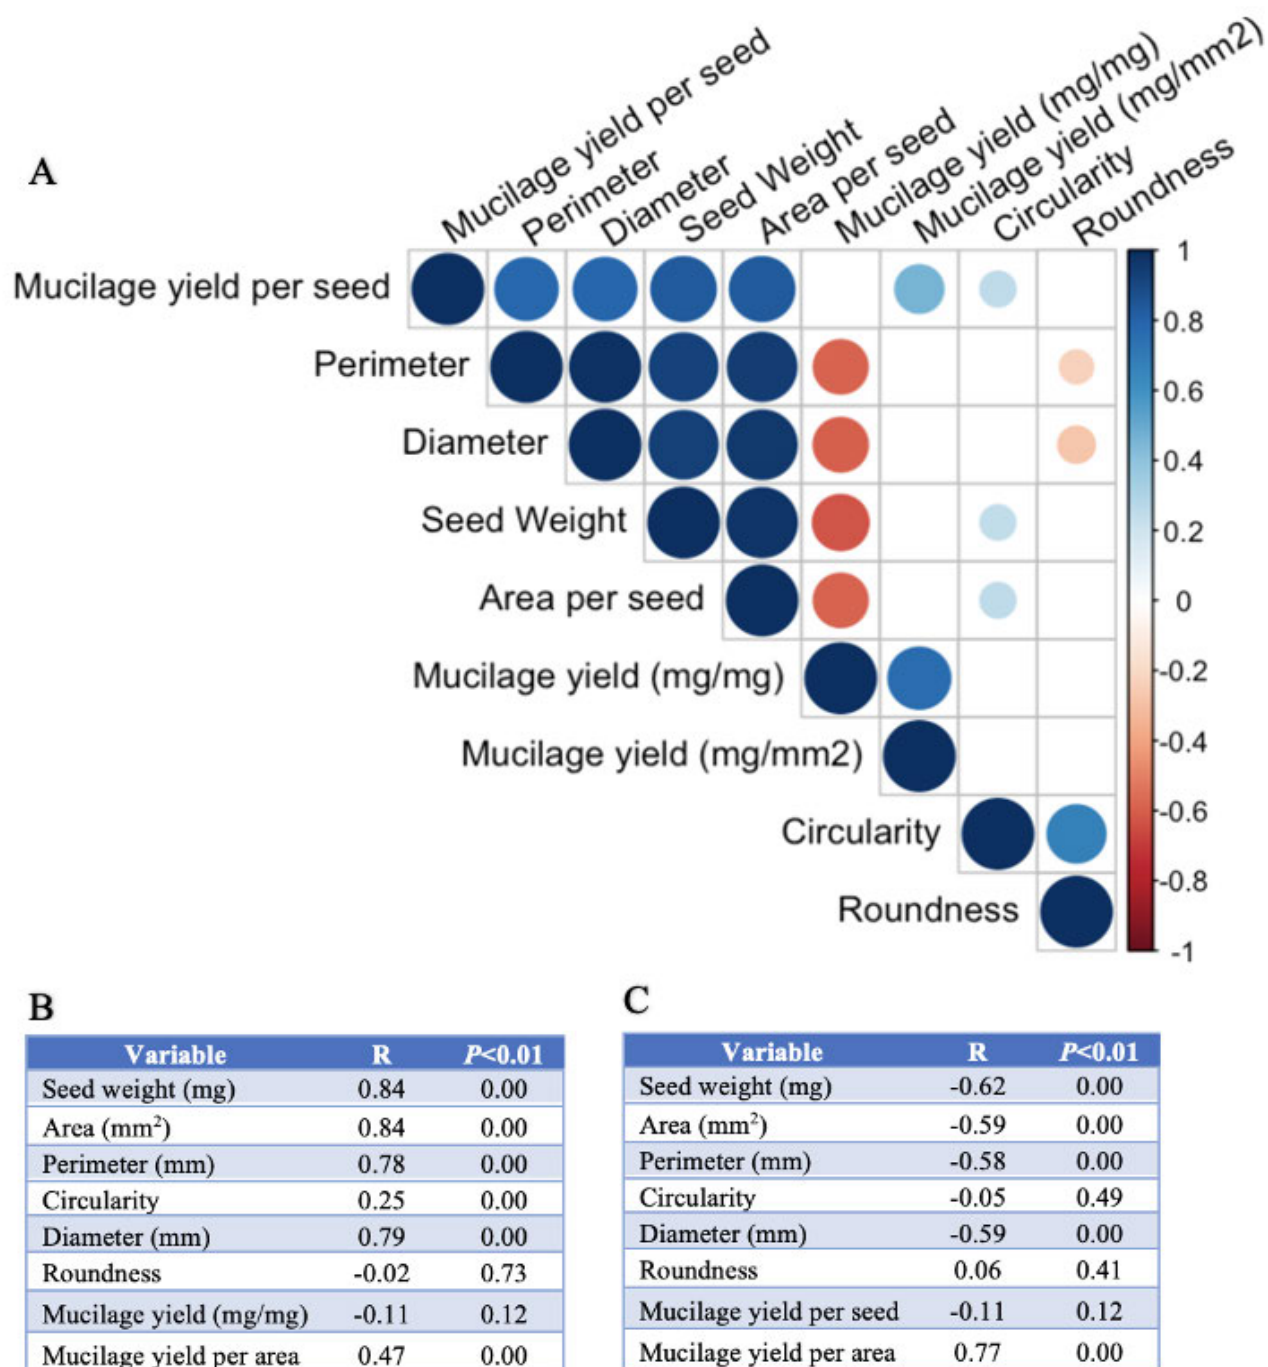 A
Mucilage yield per seed
Perimeter
Diameter
Seed Weight
Area per seed
Mucilage yield (mg/mg)
Mucilage yield (mg/mm2)
Circularity
Roundness
Mucilage yield per seed
Perimeter
Diameter
Seed Weight
Area per seed
Mucilage yield (mg/mg)
Mucilage yield (mg/mm2)
Circularity
Roundness
1
0.8
0.6
0.4
0.2
0
-0.2
-0.4
-0.6
-0.8
-1
B
Variable R P<0.01
Seed weight (mg) 0.84 0.00
Area (mm²) 0.84 0.00
Perimeter (mm) 0.78 0.00
Circularity 0.25 0.00
Diameter (mm) 0.79 0.00
Roundness -0.02 0.73
Mucilage yield (mg/mg) -0.11 0.12
Mucilage yield per area 0.47 0.00
C
Variable R P<0.01
Seed weight (mg) -0.62 0.00
Area (mm²) -0.59 0.00
Perimeter (mm) -0.58 0.00
Circularity -0.05 0.49
Diameter (mm) -0.59 0.00
Roundness 0.06 0.41
Mucilage yield per seed -0.11 0.12
Mucilage yield per area 0.77 0.00